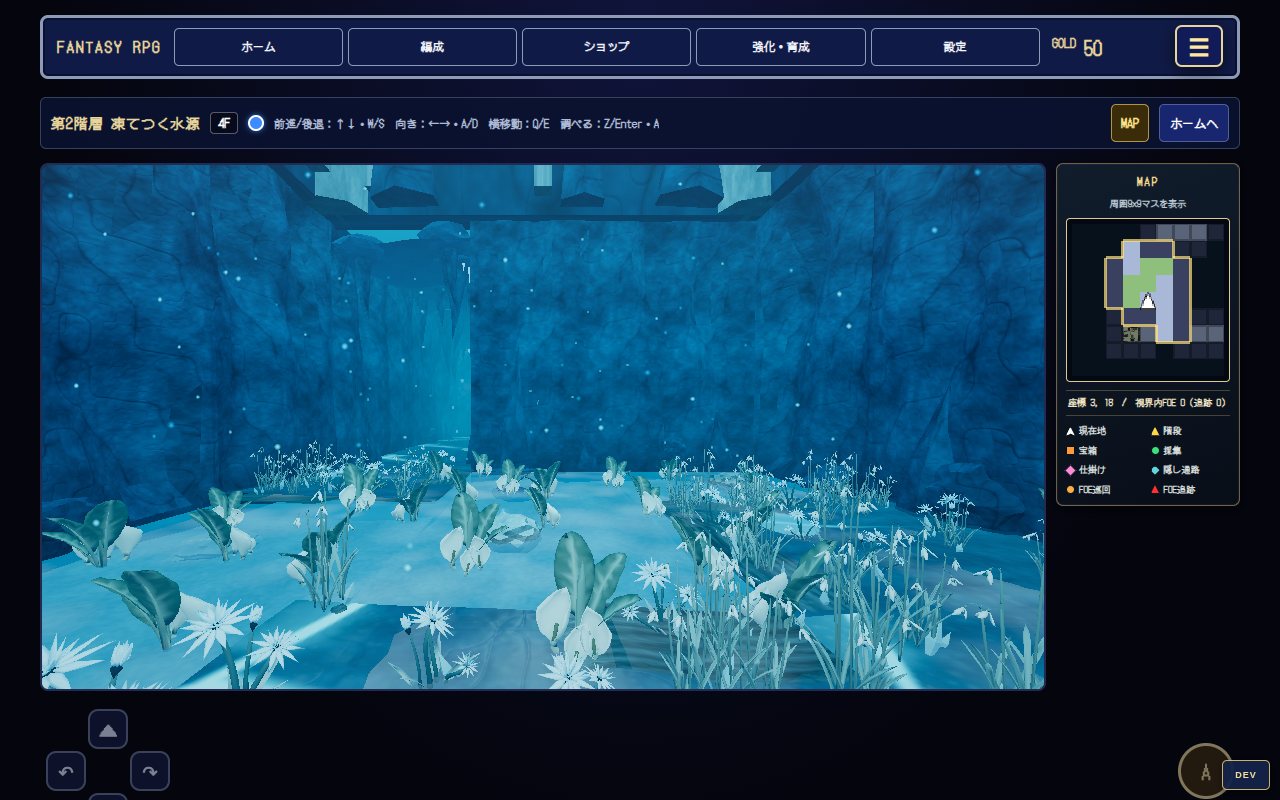 FANTASY RPG
ホーム
編成
ショップ
強化・育成
設定
GOLD 50
第2階層 凍てつく水源
4F
前進/後退:↑↓・W/S 向き:←→・A/D 横移動:Q/E 調べる:Z/Enter・A
MAP
ホームへ
MAP
周囲9x9マスを表示
座標 3, 18 / 視界内FOE 0 (追跡 0)
現在地
階段
宝箱
採集
仕掛け
隠し通路
FOE巡回
FOE追跡
A
DEV